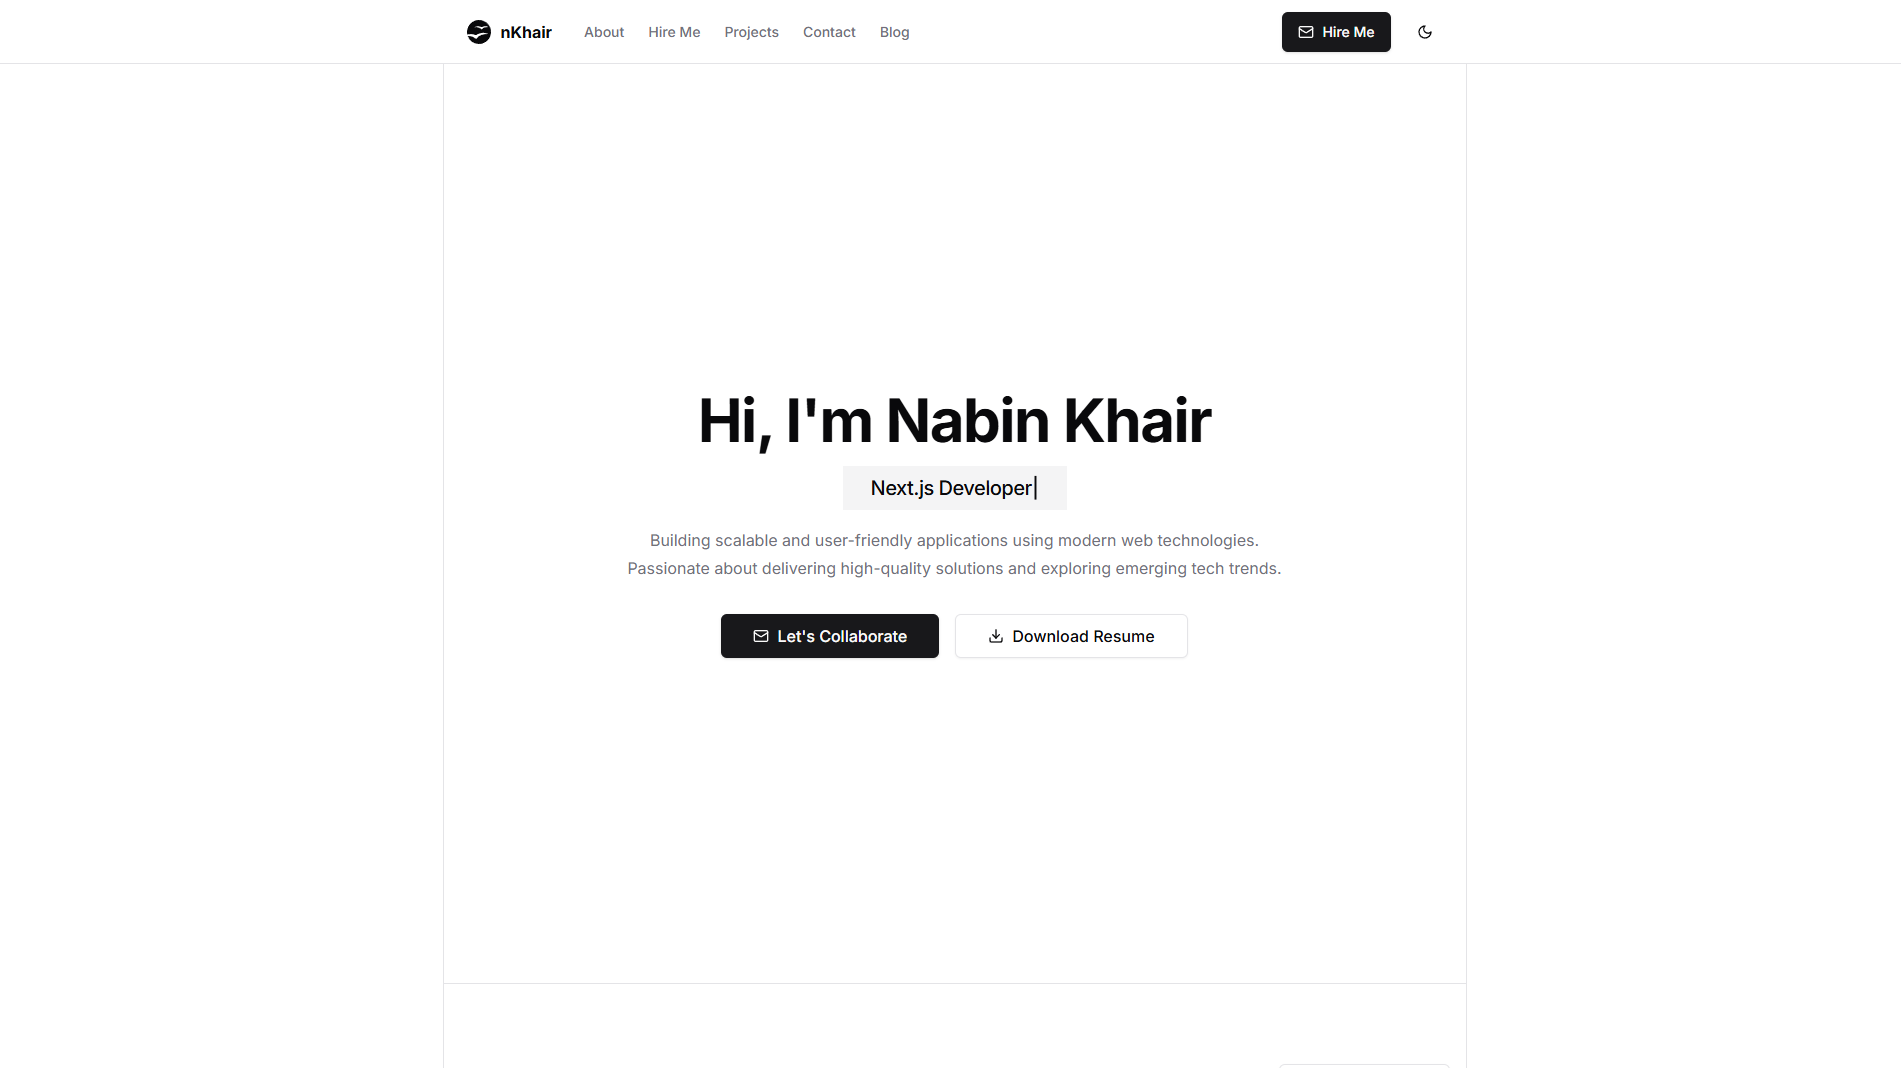 nKhair
About
Hire Me
Projects
Contact
Blog
Hire Me
Hi, I'm Nabin Khair
Next.js Developer|
Building scalable and user-friendly applications using modern web technologies.
Passionate about delivering high-quality solutions and exploring emerging tech trends.
Let's Collaborate
Download Resume